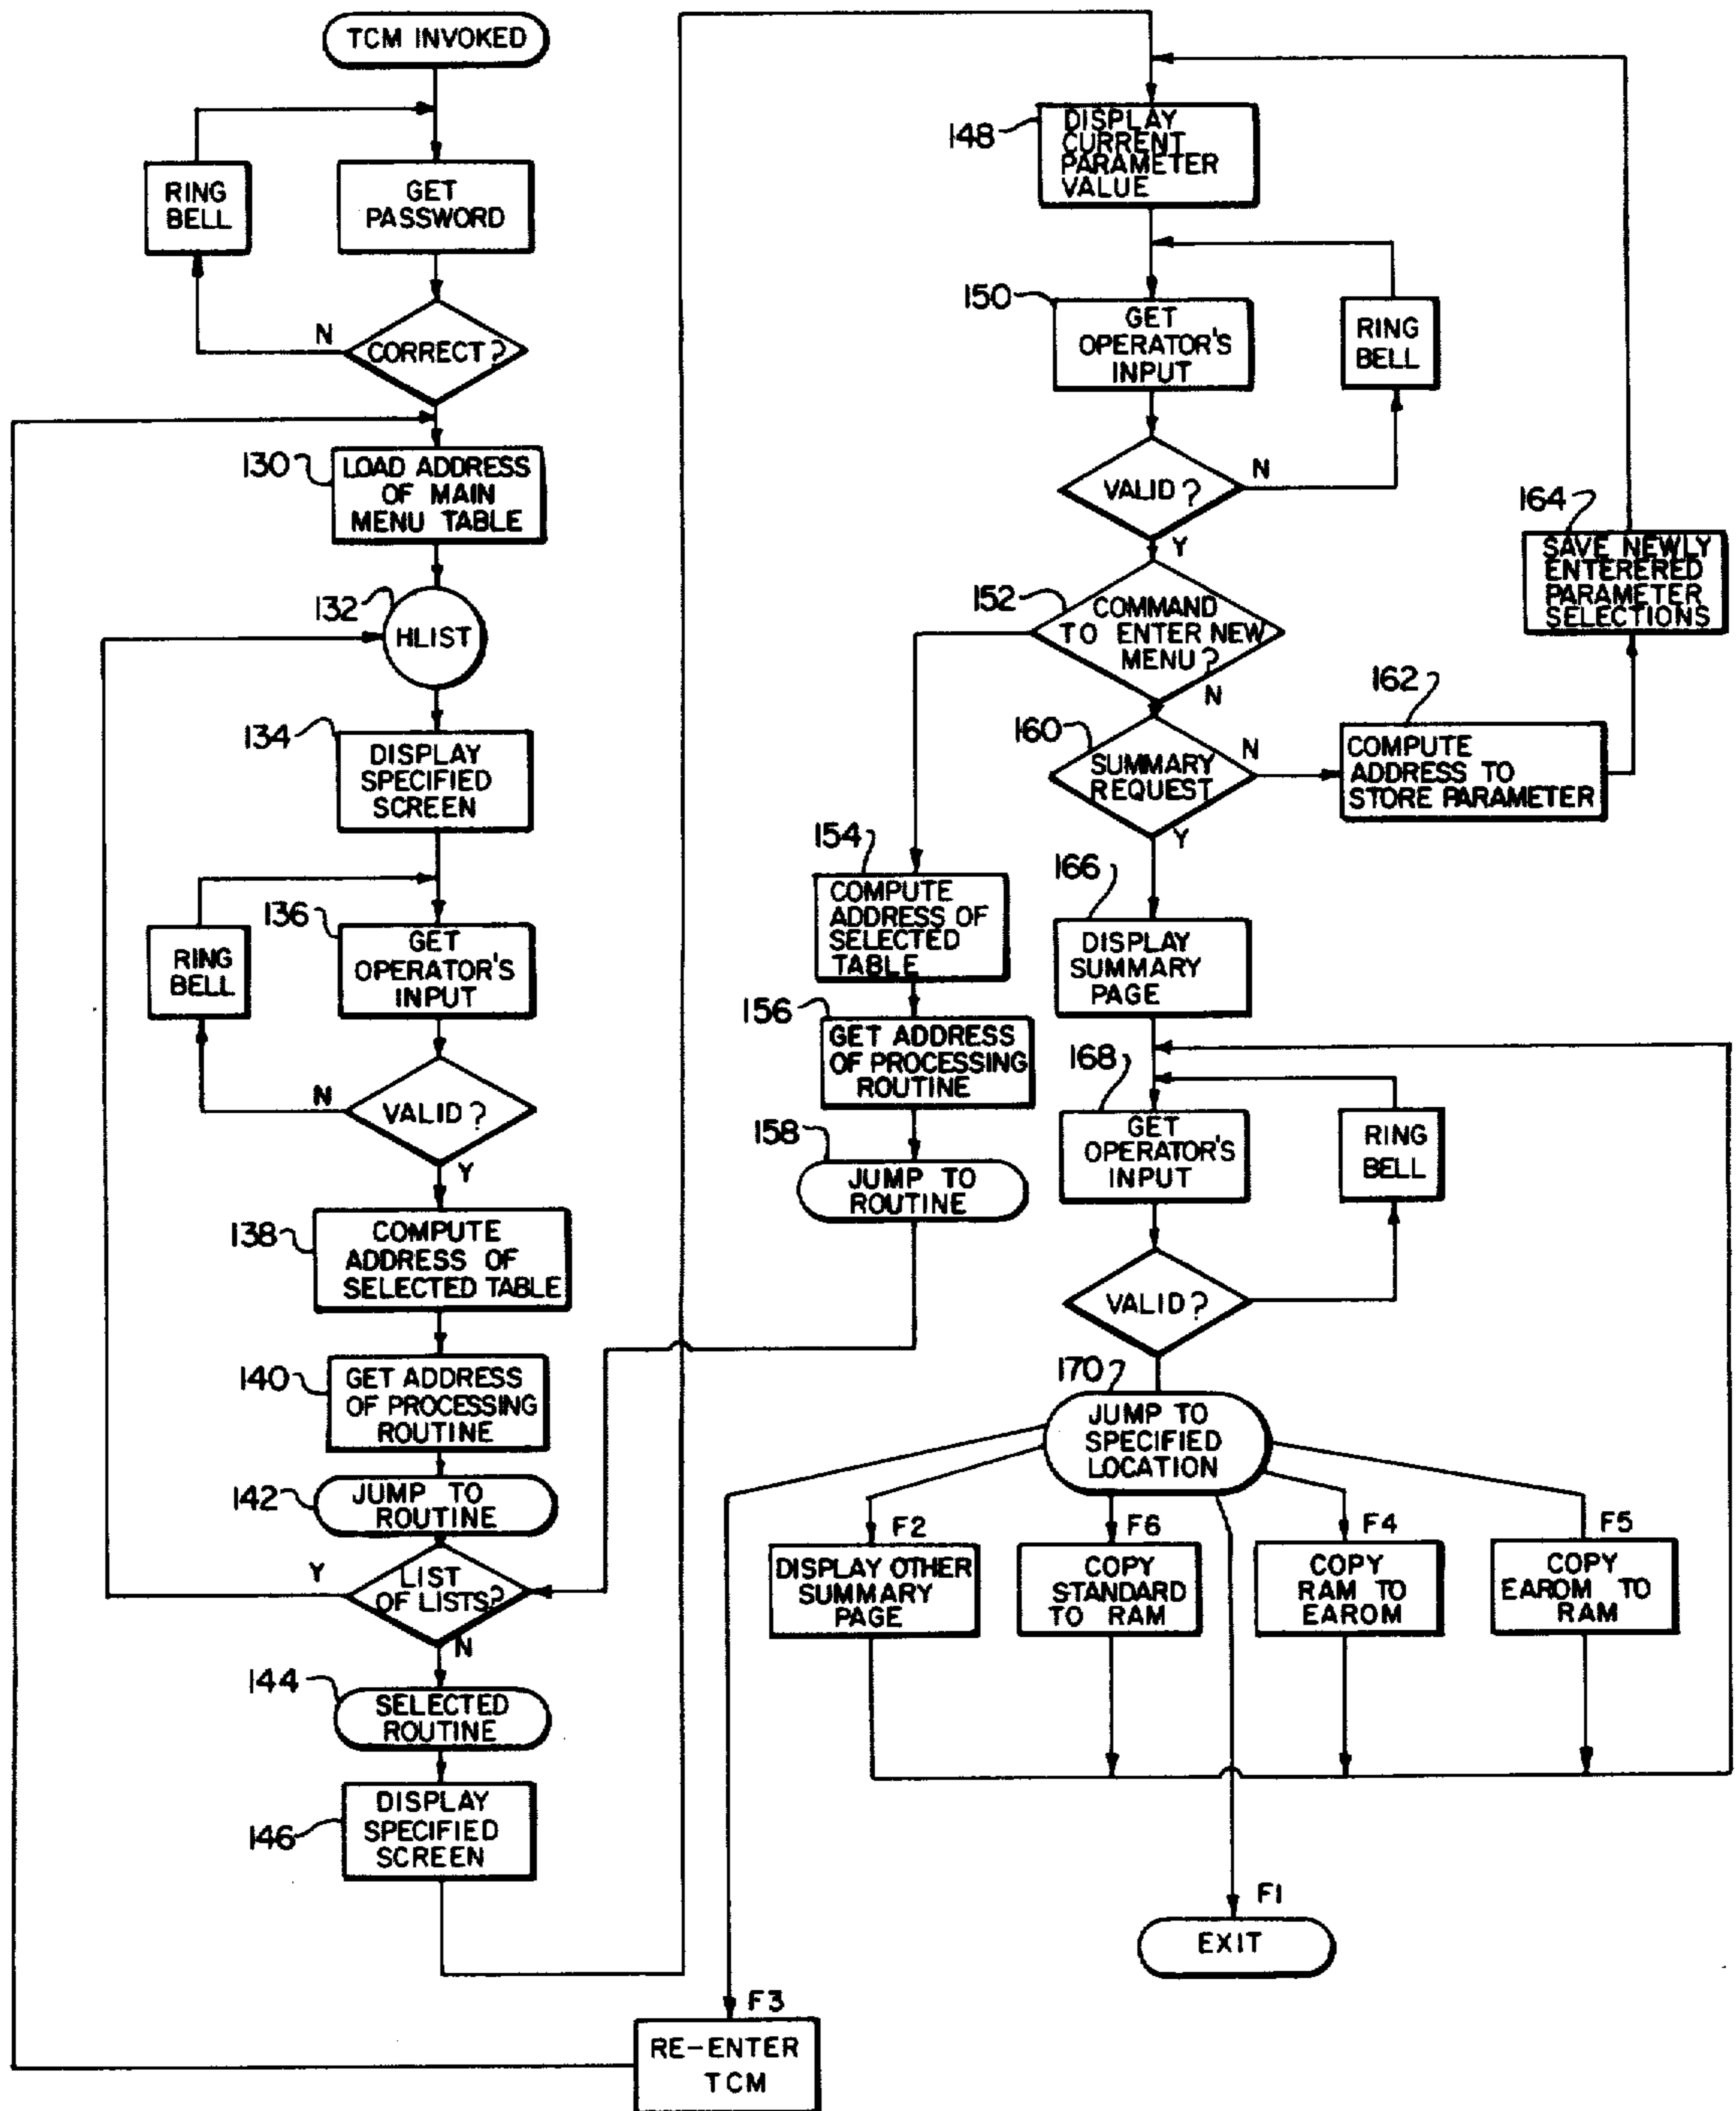 TCM INVOKED
RING
BELL
GET
PASSWORD
N
CORRECT?
130
LOAD ADDRESS
OF MAIN
MENU TABLE
132
HLIST
134
DISPLAY
SPECIFIED
SCREEN
136
RING
BELL
GET
OPERATOR'S
INPUT
N
VALID?
Y
138
COMPUTE
ADDRESS OF
SELECTED TABLE
140
GET ADDRESS
OF PROCESSING
ROUTINE
142
JUMP TO
ROUTINE
Y
LIST
OF LISTS?
N
144
SELECTED
ROUTINE
146
DISPLAY
SPECIFIED
SCREEN
148
DISPLAY
CURRENT
PARAMETER
VALUE
150
GET
OPERATOR'S
INPUT
RING
BELL
VALID?
N
Y
152
COMMAND
TO ENTER NEW
MENU?
N
164
SAVE NEWLY
ENTERERED
PARAMETER
SELECTIONS
160
SUMMARY
REQUEST
N
Y
162
COMPUTE
ADDRESS TO
STORE PARAMETER
154
COMPUTE
ADDRESS OF
SELECTED
TABLE
156
GET ADDRESS
OF PROCESSING
ROUTINE
158
JUMP TO
ROUTINE
166
DISPLAY
SUMMARY
PAGE
168
GET
OPERATOR'S
INPUT
RING
BELL
VALID?
170
JUMP TO
SPECIFIED
LOCATION
F2
DISPLAY OTHER
SUMMARY
PAGE
F6
COPY
STANDARD
TO RAM
F4
COPY
RAM TO
EAROM
F5
COPY
EAROM TO
RAM
F1
EXIT
F3
RE-ENTER
TCM